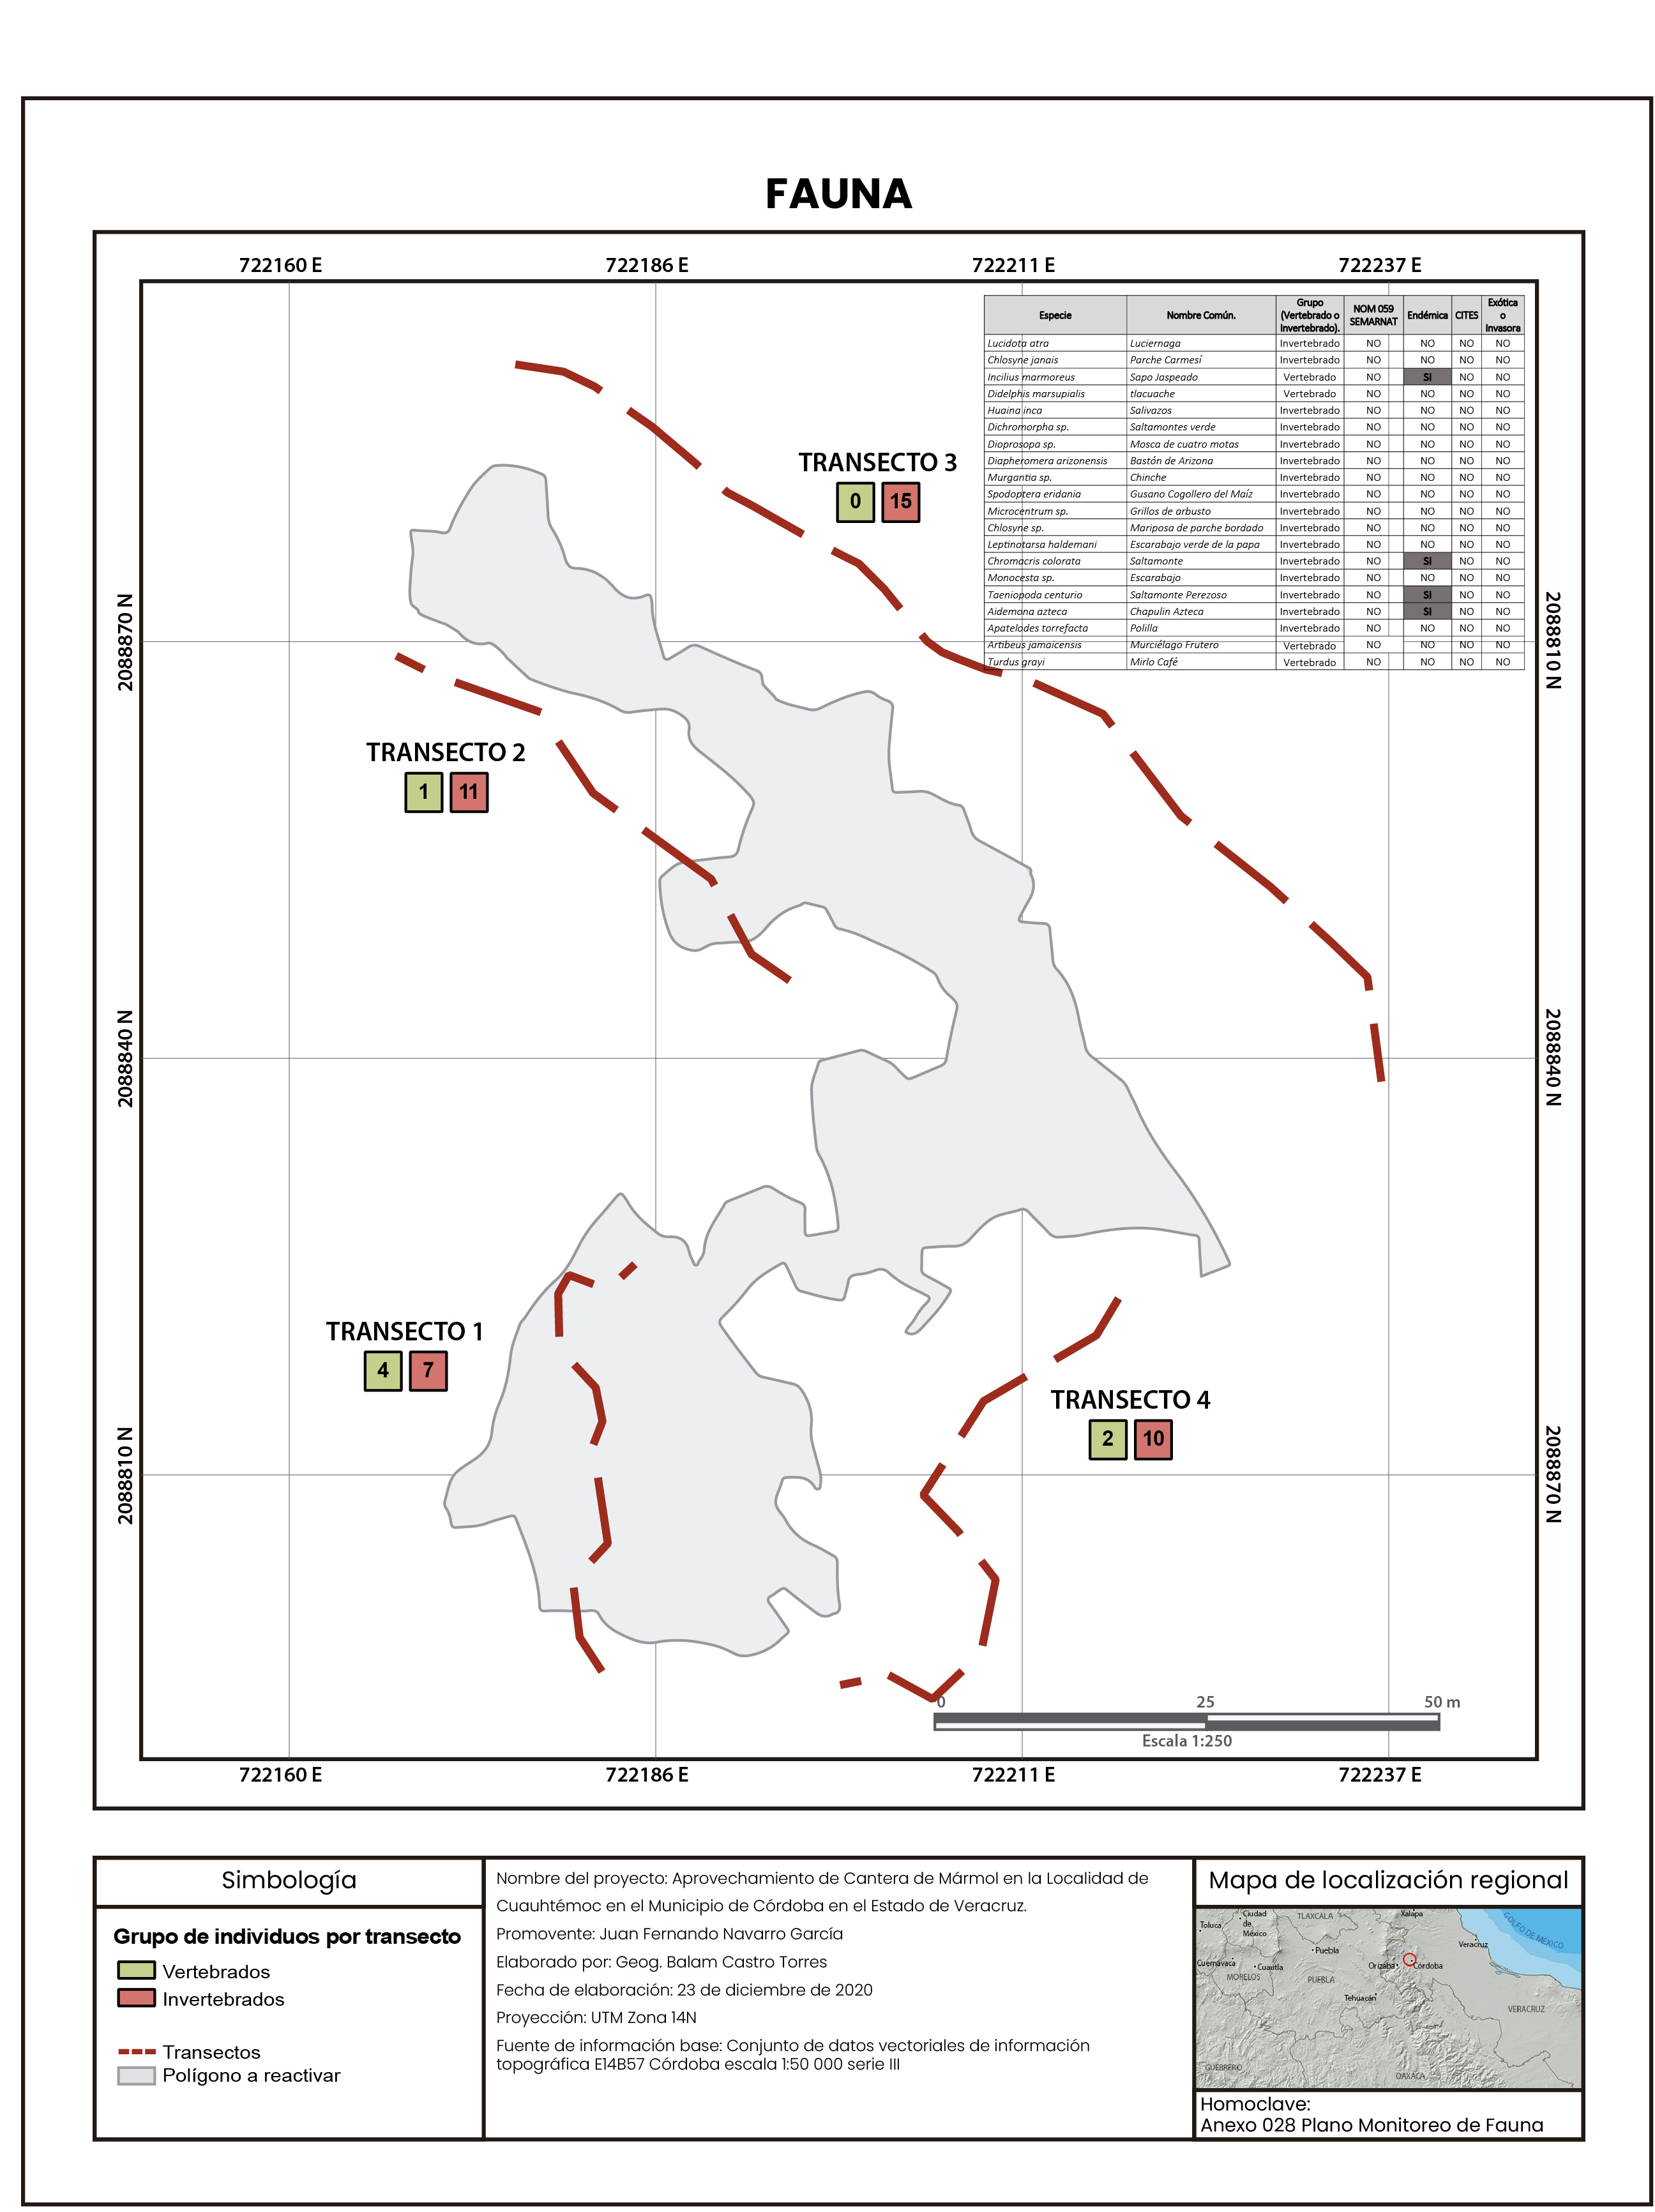 FAUNA
722160 E 722186 E 722211 E 722237 E
Especie Nombre Común. Grupo (Vertebrado o Invertebrado). NOM 059 SEMARNAT Endémica CITES Exótica o Invasora
Lucidota atra Luciernaga Invertebrado NO NO NO NO
Chlosyne janais Parche Carmesí Invertebrado NO NO NO NO
Incilius marmoreus Sapo Jaspeado Vertebrado NO SI NO NO
Didelphis marsupialis tlacuache Vertebrado NO NO NO NO
Huaina inca Salivazos Invertebrado NO NO NO NO
Dichromorpha sp. Saltamontes verde Invertebrado NO NO NO NO
Dioprosopa sp. Mosca de cuatro motas Invertebrado NO NO NO NO
Diapheromera arizonensis Bastón de Arizona Invertebrado NO NO NO NO
Murgantia sp. Chinche Invertebrado NO NO NO NO
Spodoptera eridania Gusano Cogollero del Maíz Invertebrado NO NO NO NO
Microcentrum sp. Grillos de arbusto Invertebrado NO NO NO NO
Chlosyne sp. Mariposa de parche bordado Invertebrado NO NO NO NO
Leptinotarsa haldemani Escarabajo verde de la papa Invertebrado NO NO NO NO
Chromacris colorata Saltamonte Invertebrado NO SI NO NO
Monocesta sp. Escarabajo Invertebrado NO NO NO NO
Taeniopoda centurio Saltamonte Perezoso Invertebrado NO SI NO NO
Aidemona azteca Chapulin Azteca Invertebrado NO SI NO NO
Apatelodes torrefacta Polilla Invertebrado NO NO NO NO
Artibeus jamaicensis Murciélago Frutero Vertebrado NO NO NO NO
Turdus grayi Mirlo Café Vertebrado NO NO NO NO
TRANSECTO 3
0 15
2088870 N
2088810 N
TRANSECTO 2
1 11
2088840 N
2088840 N
TRANSECTO 1
4 7
TRANSECTO 4
2 10
2088810 N
2088870 N
0 25 50 m
Escala 1:250
722160 E 722186 E 722211 E 722237 E
Simbología
Grupo de individuos por transecto
Vertebrados
Invertebrados
Transectos
Polígono a reactivar
Nombre del proyecto: Aprovechamiento de Cantera de Mármol en la Localidad de
Cuauhtémoc en el Municipio de Córdoba en el Estado de Veracruz.
Promovente: Juan Fernando Navarro García
Elaborado por: Geog. Balam Castro Torres
Fecha de elaboración: 23 de diciembre de 2020
Proyección: UTM Zona 14N
Fuente de información base: Conjunto de datos vectoriales de información
topográfica E14B57 Córdoba escala 1:50 000 serie III
Mapa de localización regional
Ciudad de México
TLAXCALA
Xalapa
Toluca
GOLFO DE MÉXICO
Puebla
Veracruz
Cuernavaca
Cuautla
Orizaba
Córdoba
MORELOS
PUEBLA
Tehuacán
VERACRUZ
GUERRERO
OAXACA
Homoclave:
Anexo 028 Plano Monitoreo de Fauna